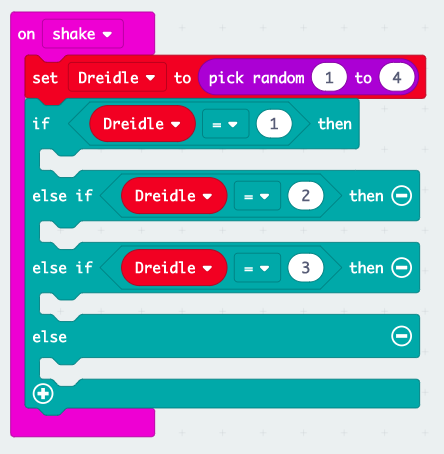 on shake
set Dreidle to pick random 1 to 4
if Dreidle = 1 then
else if Dreidle = 2 then
else if Dreidle = 3 then
else